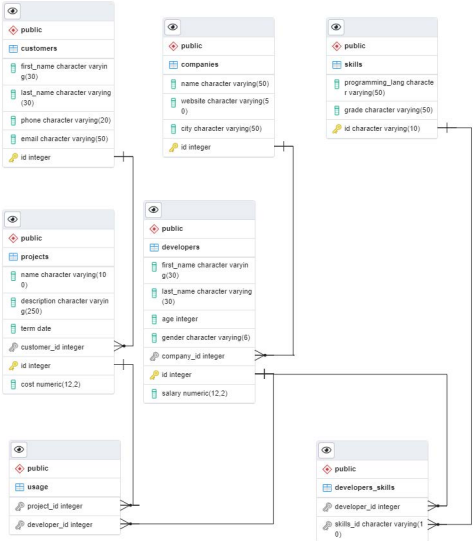 public
customers
first_name character varyin
g(30)
last_name character varying
(30)
phone character varying(20)
email character varying(50)
id integer
public
companies
name character varying(50)
website character varying(5
0)
city character varying(50)
id integer
public
skills
programming_lang characte
r varying(50)
grade character varying(50)
id character varying(10)
public
projects
name character varying(10
0)
description character varyin
g(250)
term date
customer_id integer
id integer
cost numeric(12,2)
public
developers
first_name character varyin
g(30)
last_name character varying
(30)
age integer
gender character varying(6)
company_id integer
id integer
salary numeric(12,2)
public
usage
project_id integer
developer_id integer
public
developers_skills
developer_id integer
skills_id character varying(1
0)